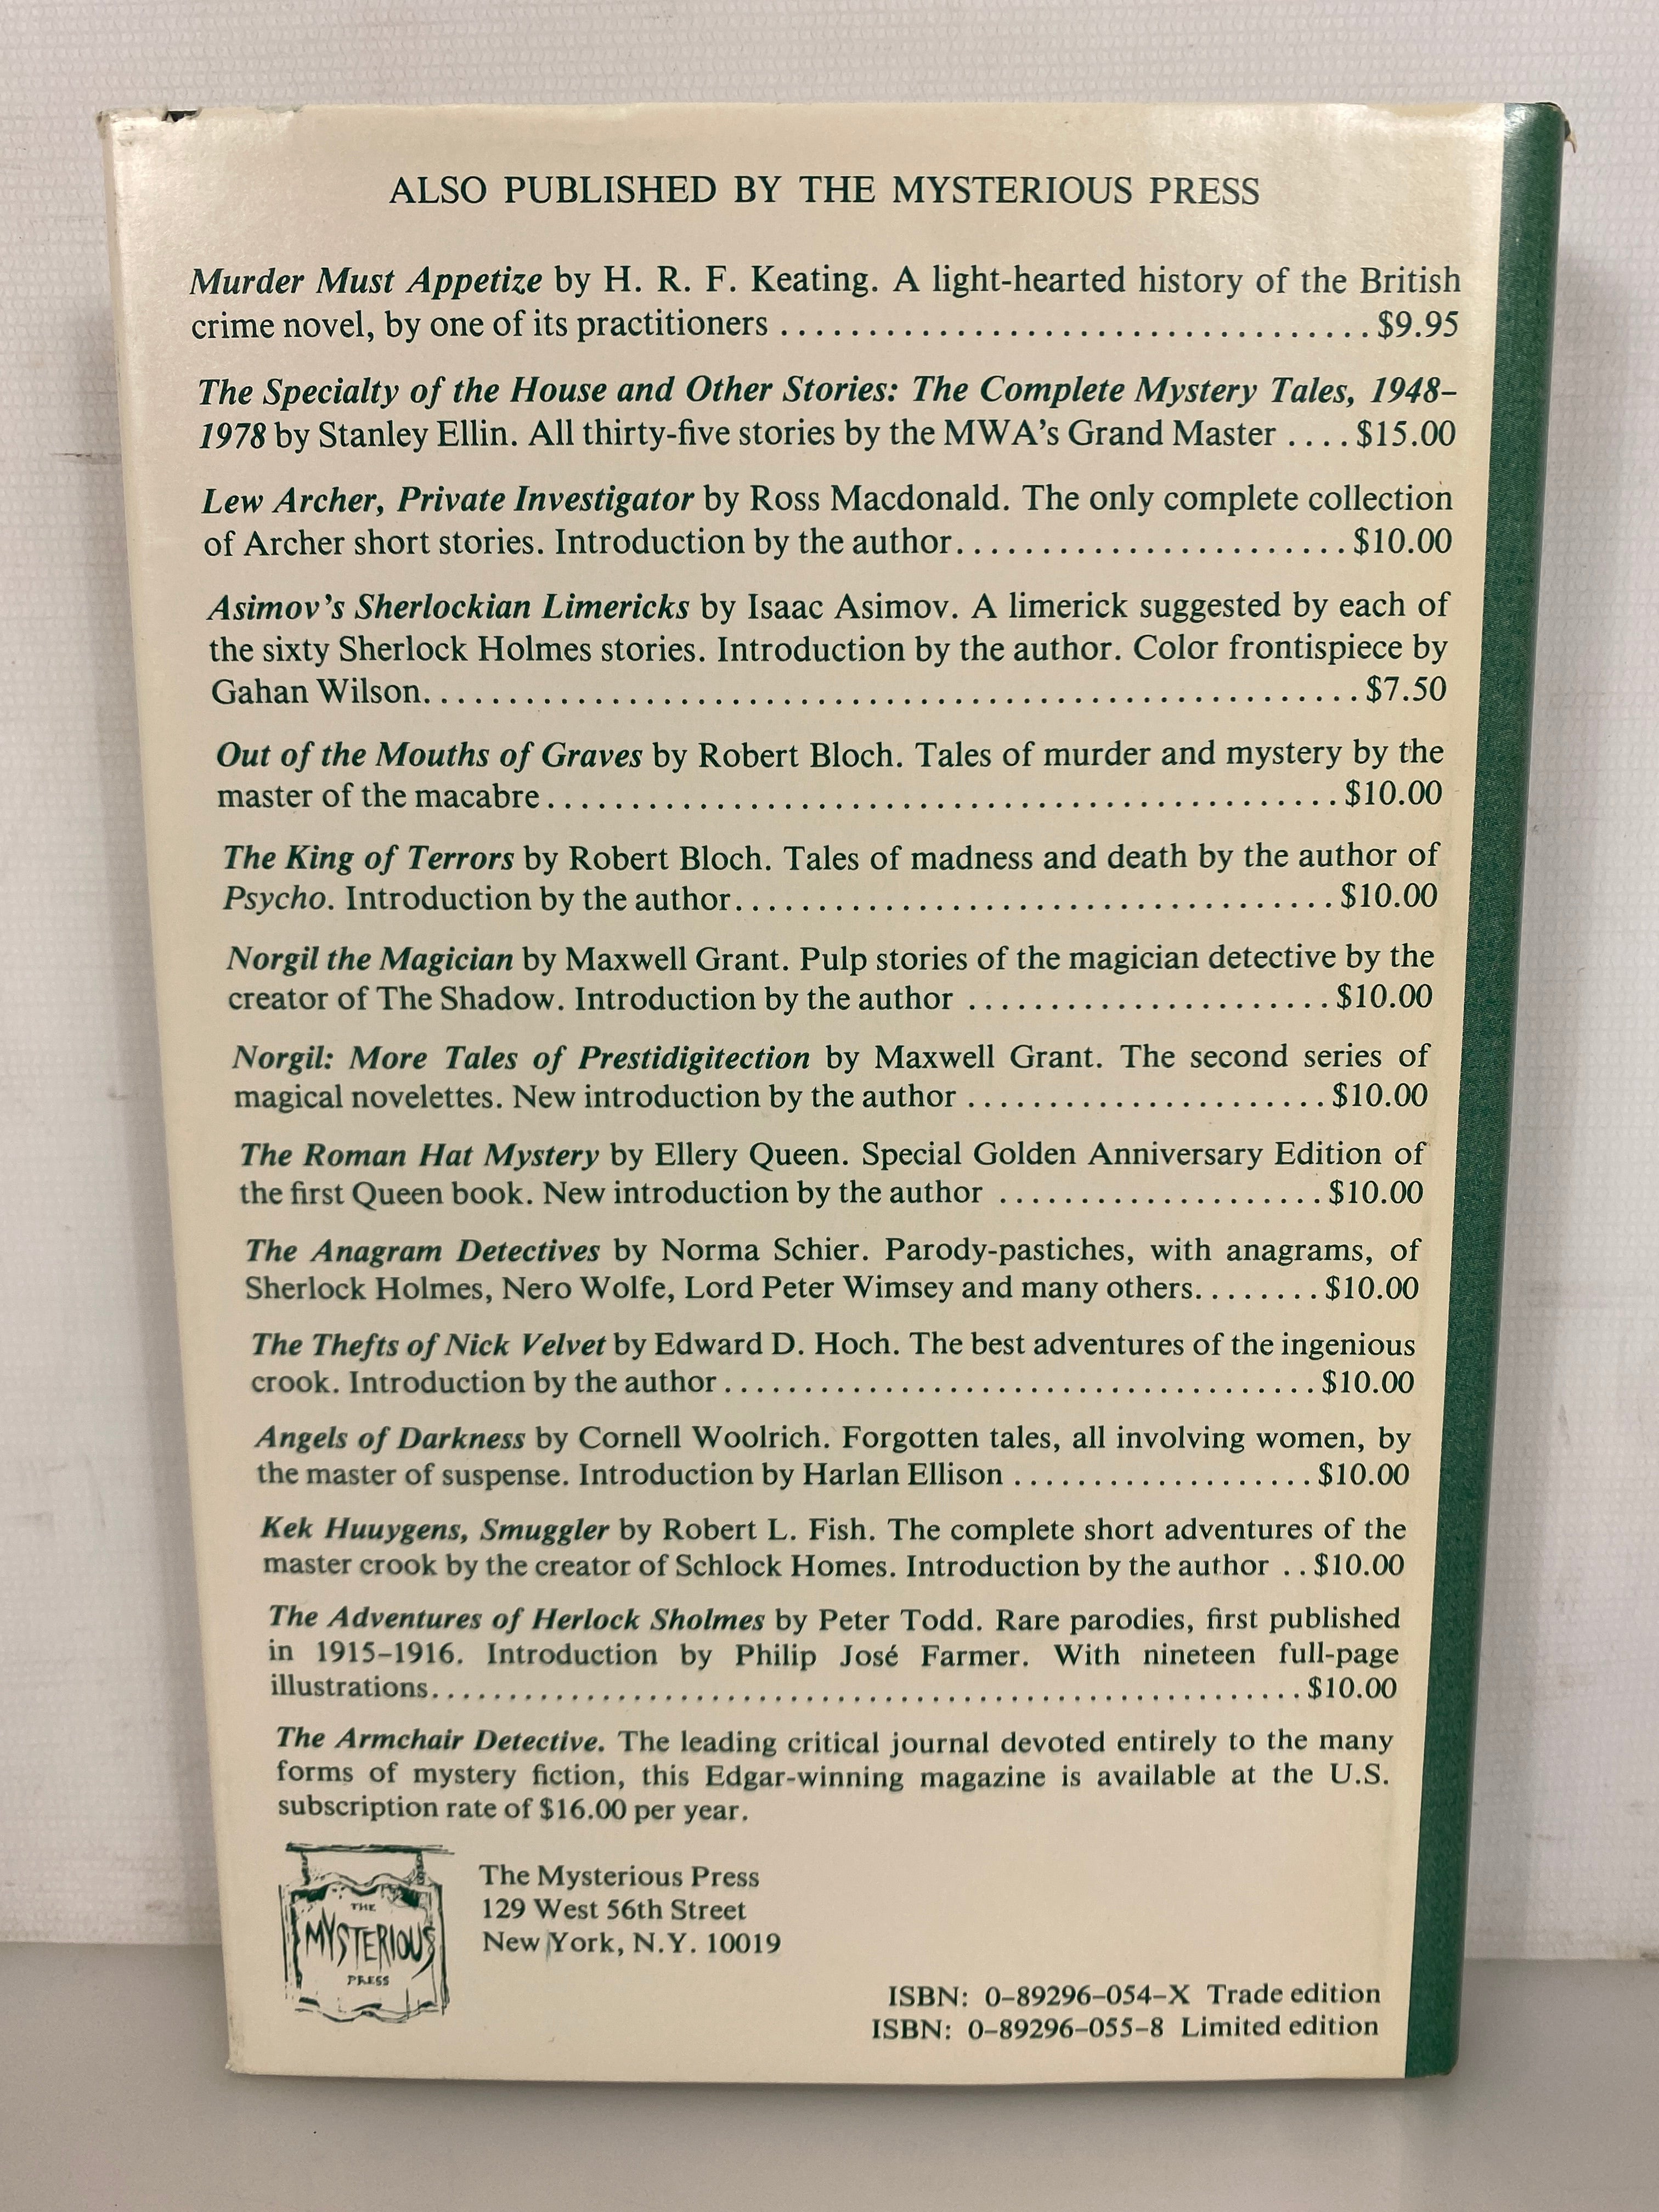 ALSO PUBLISHED BY THE MYSTERIOUS PRESS
Murder Must Appetize by H. R. F. Keating. A light-hearted history of the British
crime novel, by one of its practitioners .................................. $9.95
The Specialty of the House and Other Stories: The Complete Mystery Tales, 1948–
1978 by Stanley Ellin. All thirty-five stories by the MWA's Grand Master .... $15.00
Lew Archer, Private Investigator by Ross Macdonald. The only complete collection
of Archer short stories. Introduction by the author....................... $10.00
Asimov's Sherlockian Limericks by Isaac Asimov. A limerick suggested by each of
the sixty Sherlock Holmes stories. Introduction by the author. Color frontispiece by
Gahan Wilson...................................................... $7.50
Out of the Mouths of Graves by Robert Bloch. Tales of murder and mystery by the
master of the macabre.............................................. $10.00
The King of Terrors by Robert Bloch. Tales of madness and death by the author of
Psycho. Introduction by the author................................... $10.00
Norgil the Magician by Maxwell Grant. Pulp stories of the magician detective by the
creator of The Shadow. Introduction by the author ..................... $10.00
Norgil: More Tales of Prestidigitection by Maxwell Grant. The second series of
magical novelettes. New introduction by the author ..................... $10.00
The Roman Hat Mystery by Ellery Queen. Special Golden Anniversary Edition of
the first Queen book. New introduction by the author ................... $10.00
The Anagram Detectives by Norma Schier. Parody-pastiches, with anagrams, of
Sherlock Holmes, Nero Wolfe, Lord Peter Wimsey and many others........ $10.00
The Thefts of Nick Velvet by Edward D. Hoch. The best adventures of the ingenious
crook. Introduction by the author ................................... $10.00
Angels of Darkness by Cornell Woolrich. Forgotten tales, all involving women, by
the master of suspense. Introduction by Harlan Ellison .................. $10.00
Kek Huuygens, Smuggler by Robert L. Fish. The complete short adventures of the
master crook by the creator of Schlock Homes. Introduction by the author .. $10.00
The Adventures of Herlock Sholmes by Peter Todd. Rare parodies, first published
in 1915–1916. Introduction by Philip José Farmer. With nineteen full-page
illustrations...................................................... $10.00
The Armchair Detective. The leading critical journal devoted entirely to the many
forms of mystery fiction, this Edgar-winning magazine is available at the U.S.
subscription rate of $16.00 per year.
THE
MYSTERIOUS
PRESS
The Mysterious Press
129 West 56th Street
New York, N.Y. 10019
ISBN: 0–89296–054–X Trade edition
ISBN: 0–89296–055–8 Limited edition